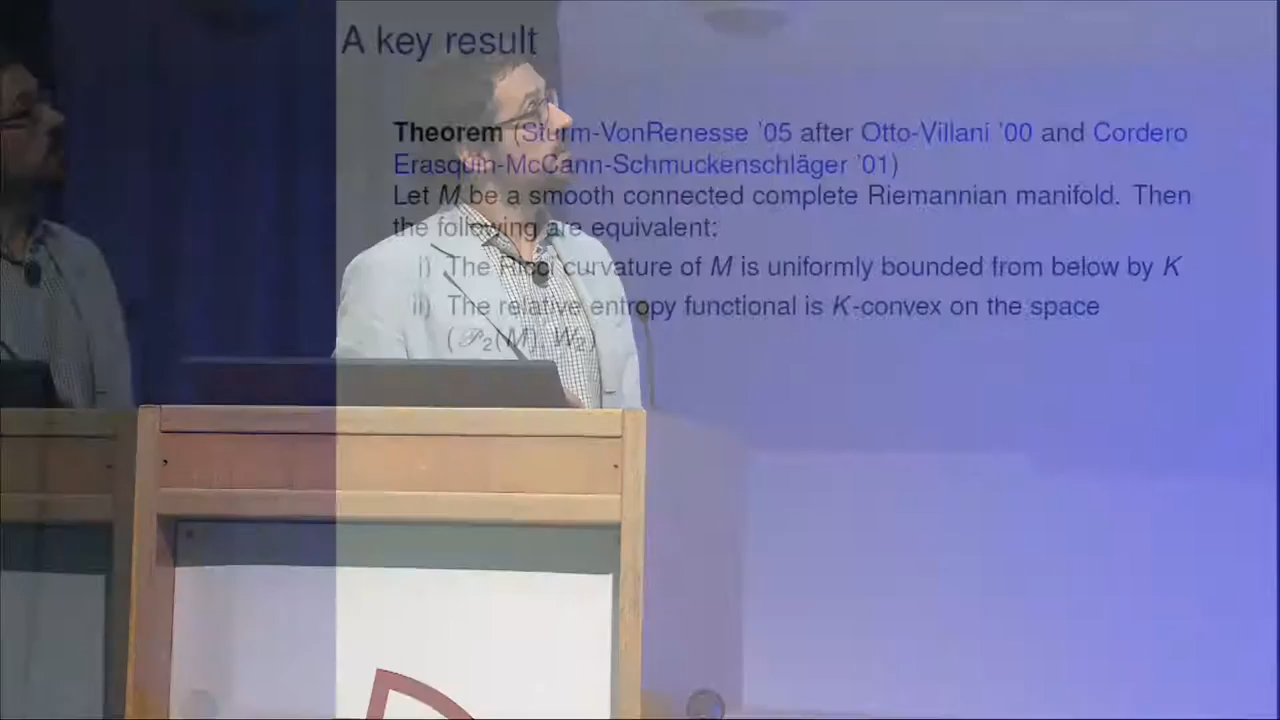 A key result
Theorem (Sturm-VonRenesse '05 after Otto-Villani '00 and Cordero
Erasquin-McCann-Schmuckenschläger '01)
Let M be a smooth connected complete Riemannian manifold. Then
the following are equivalent:
i) The Ricci curvature of M is uniformly bounded from below by K
ii) The relative entropy functional is K-convex on the space
(𝒫₂(M), W₂)